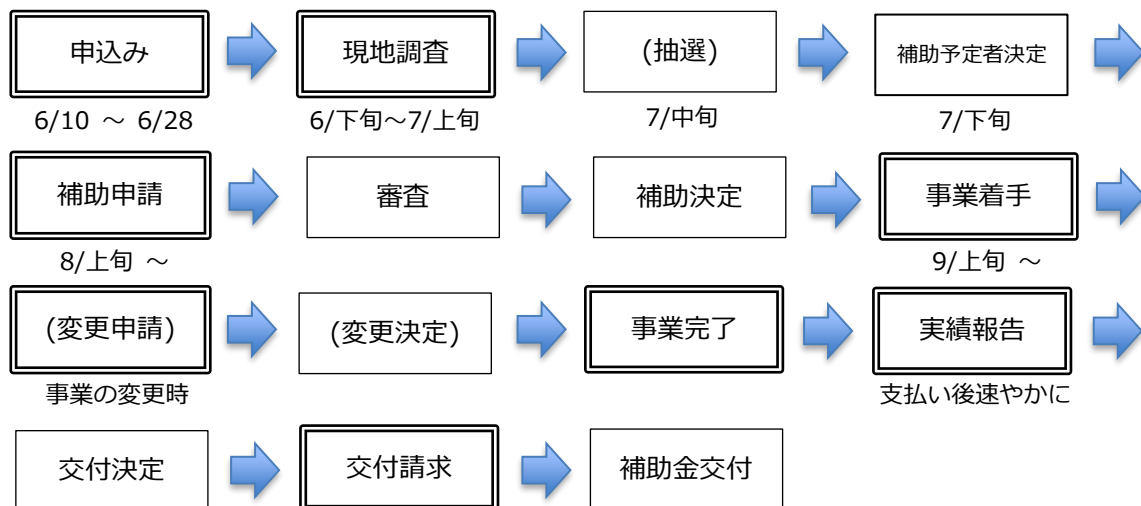 申込み 現地調査 (抽選) 補助予定者決定
6/10 ～ 6/28 6/下旬～7/上旬 7/中旬 7/下旬
補助申請 審査 補助決定 事業着手
8/上旬 ～ 9/上旬 ～
(変更申請) (変更決定) 事業完了 実績報告
事業の変更時 支払い後速やかに
交付決定 交付請求 補助金交付